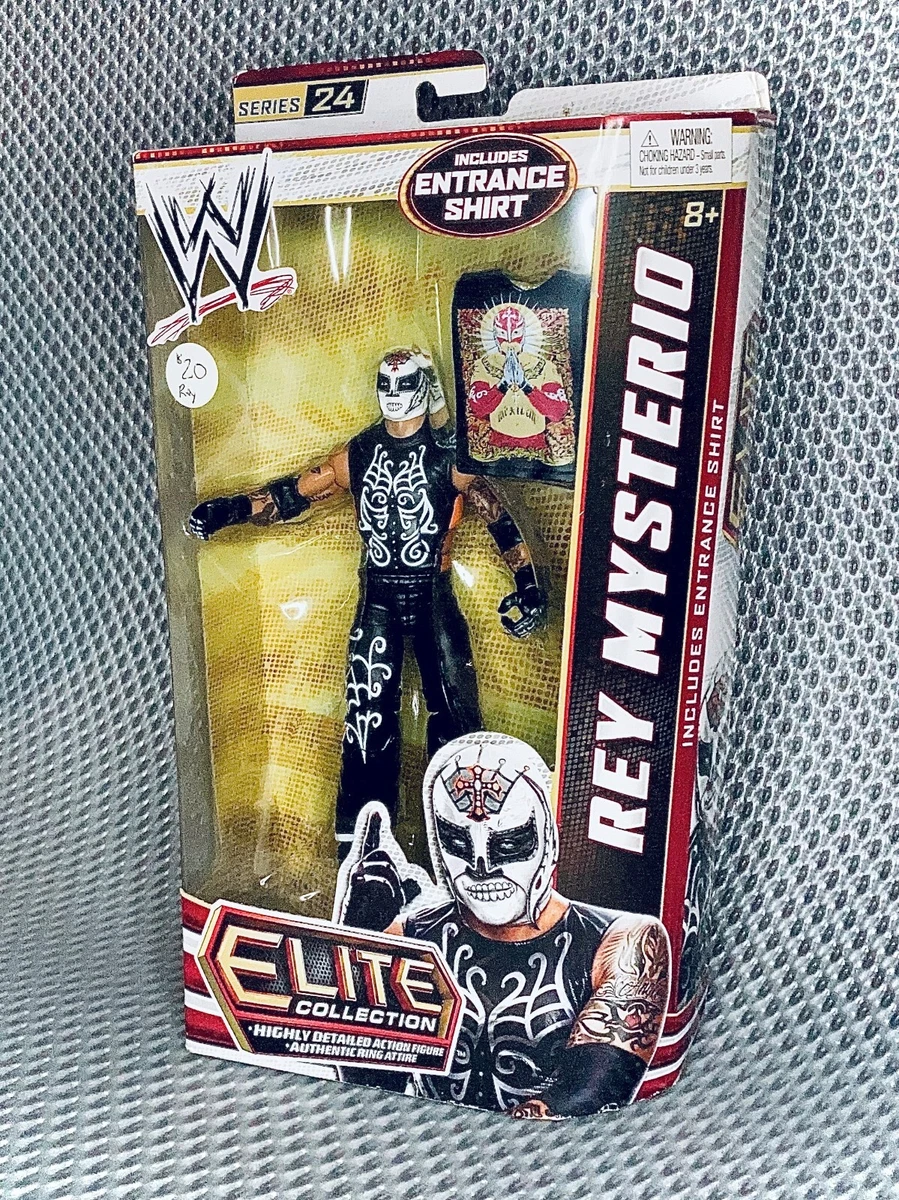 SERIES 24
W
INCLUDES
ENTRANCE
SHIRT
WARNING:
CHOKING HAZARD – Small parts.
Not for children under 3 years.
8+
$20
REY MYSTERIO
INCLUDES ENTRANCE SHIRT
ELITE
COLLECTION
•HIGHLY DETAILED ACTION FIGURE
•AUTHENTIC RING ATTIRE